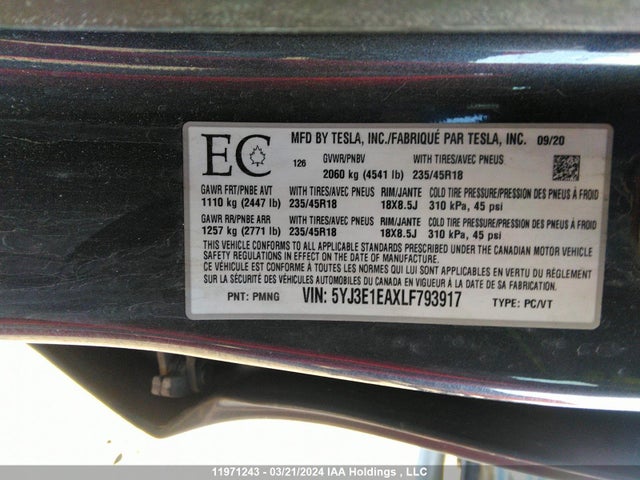 EC
MFD BY TESLA, INC./FABRIQUÉ PAR TESLA, INC. 09/20
126 GVWR/PNBV WITH TIRES/AVEC PNEUS
2060 kg (4541 lb) 235/45R18
GAWR FRT/PNBE AVT WITH TIRES/AVEC PNEUS RIM/JANTE COLD TIRE PRESSURE/PRESSION DES PNEUS À FROID
1110 kg (2447 lb) 235/45R18 18X8.5J 310 kPa, 45 psi
GAWR RR/PNBE ARR WITH TIRES/AVEC PNEUS RIM/JANTE COLD TIRE PRESSURE/PRESSION DES PNEUS À FROID
1257 kg (2771 lb) 235/45R18 18X8.5J 310 kPa, 45 psi
THIS VEHICLE CONFORMS TO ALL APPLICABLE STANDARDS PRESCRIBED UNDER THE CANADIAN MOTOR VEHICLE
SAFETY REGULATIONS IN EFFECT ON THE DATE OF MANUFACTURE.
CE VÉHICULE EST CONFORME À TOUTES LES NORMES QUI LUI SONT APPLICABLES EN VERTU DU RÈGLEMENT
SUR LA SÉCURITÉ DES VÉHICULES AUTOMOBILES DU CANADA EN VIGUEUR À LA DATE DE SA FABRICATION.
PNT: PMNG VIN: 5YJ3E1EAXLF793917 TYPE: PC/VT
11971243 03/21/2024 IAA Holdings , LLC